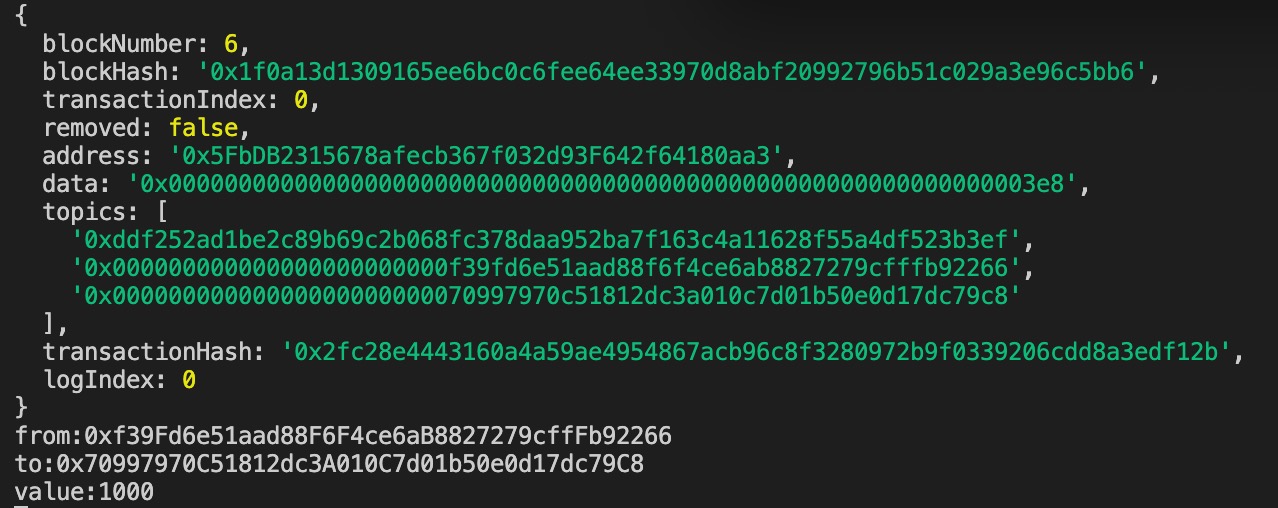 {
  blockNumber: 6,
  blockHash: '0x1f0a13d1309165ee6bc0c6fee64ee33970d8abf20992796b51c029a3e96c5bb6',
  transactionIndex: 0,
  removed: false,
  address: '0x5FbDB2315678afecb367f032d93F642f64180aa3',
  data: '0x00000000000000000000000000000000000000000000000000000000000003e8',
  topics: [
    '0xddf252ad1be2c89b69c2b068fc378daa952ba7f163c4a11628f55a4df523b3ef',
    '0x000000000000000000000000f39fd6e51aad88f6f4ce6ab8827279cfffb92266',
    '0x00000000000000000000000070997970c51812dc3a010c7d01b50e0d17dc79c8'
  ],
  transactionHash: '0x2fc28e4443160a4a59ae4954867acb96c8f3280972b9f0339206cdd8a3edf12b',
  logIndex: 0
}
from:0xf39Fd6e51aad88F6F4ce6aB8827279cffFb92266
to:0x70997970C51812dc3A010C7d01b50e0d17dc79C8
value:1000